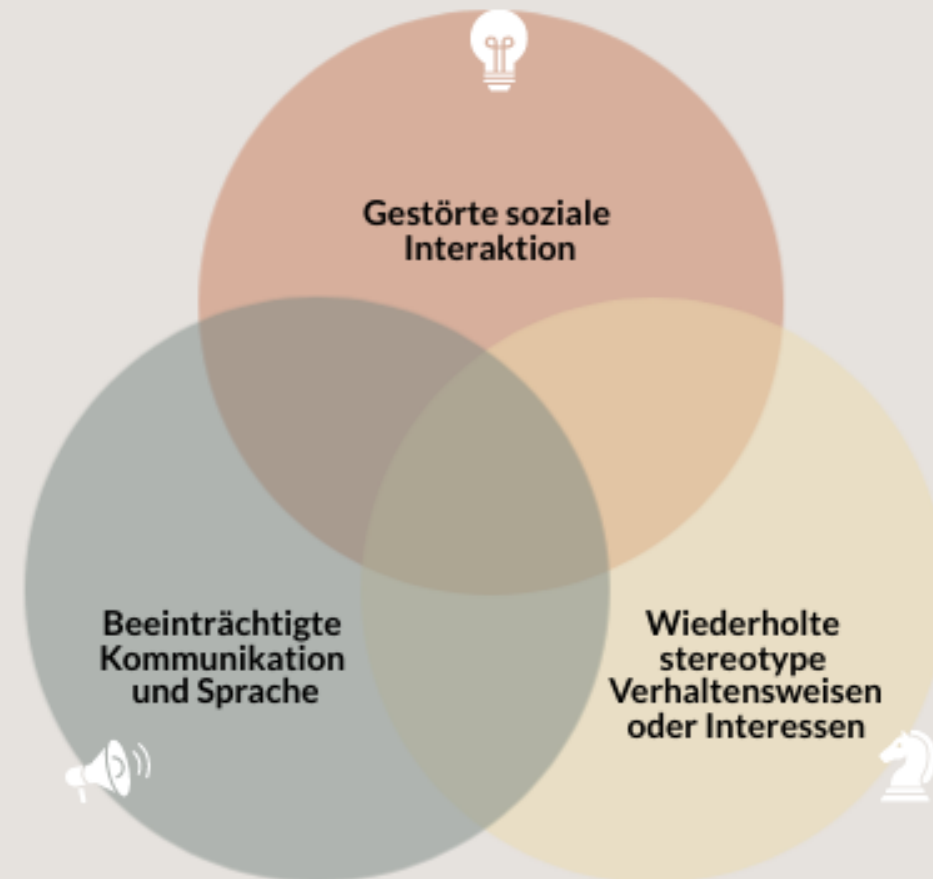 Gestörte soziale
Interaktion
Beeinträchtigte
Kommunikation
und Sprache
Wiederholte
stereotype
Verhaltensweisen
oder Interessen